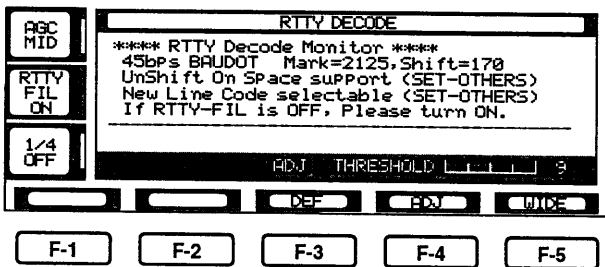 AGC
MID
RTTY
FIL
ON
1/4
OFF
RTTY DECODE
**** RTTY Decode Monitor ****
45bps BAUDOT Mark=2125,Shift=170
UnShift On Space support (SET-OTHERS)
New Line Code selectable (SET-OTHERS)
If RTTY-FIL is OFF, Please turn ON.
ADJ THRESHOLD 9
DEF ADJ WIDE
F-1 F-2 F-3 F-4 F-5